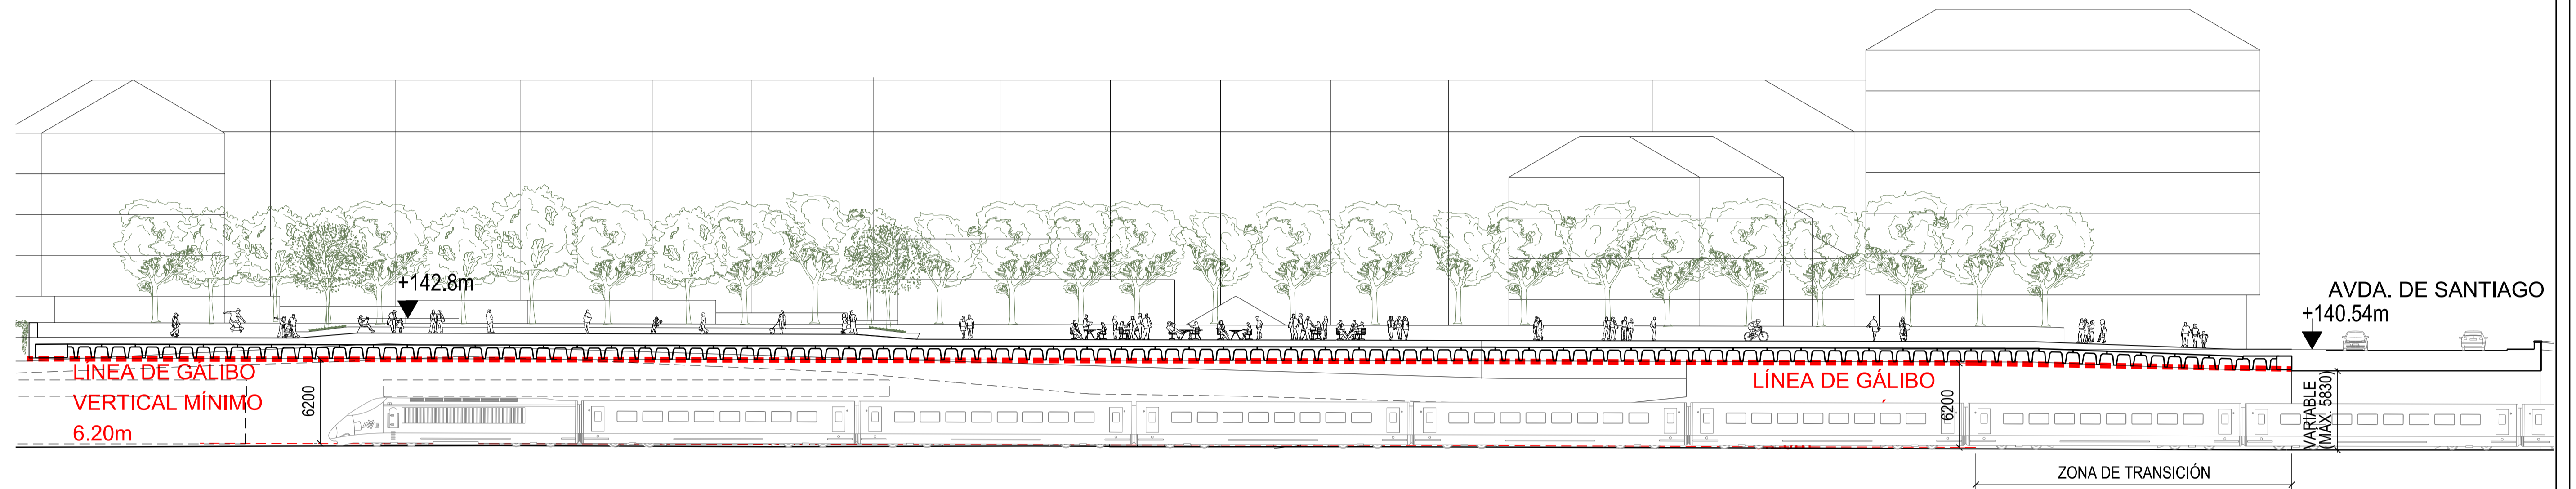 +142.8m
AVDA. DE SANTIAGO
+140.54m
LÍNEA DE GÁLIBO
VERTICAL MÍNIMO
6.20m
6200
LÍNEA DE GÁLIBO
6200
VARIABLE
(MAX. 5830)
ZONA DE TRANSICIÓN